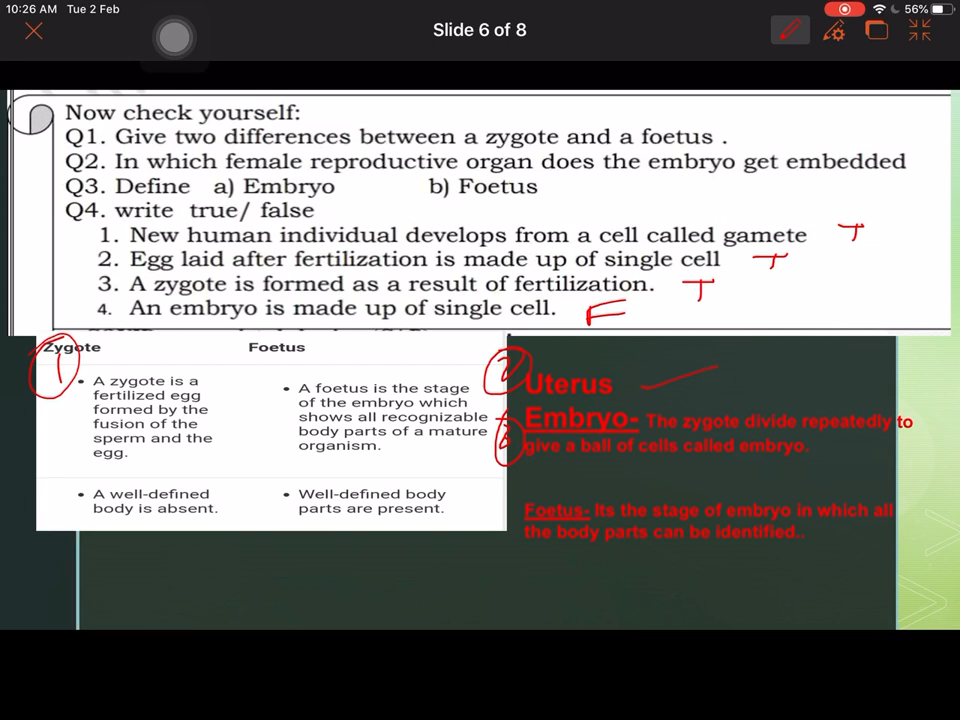 10:26 AM Tue 2 Feb
56%
Slide 6 of 8
Now check yourself:
Q1. Give two differences between a zygote and a foetus .
Q2. In which female reproductive organ does the embryo get embedded
Q3. Define a) Embryo b) Foetus
Q4. write true/ false
1. New human individual develops from a cell called gamete T
2. Egg laid after fertilization is made up of single cell T
3. A zygote is formed as a result of fertilization. T
4. An embryo is made up of single cell. F
1
Zygote Foetus
• A zygote is a
fertilized egg
formed by the
fusion of the
sperm and the
egg.
• A foetus is the stage
of the embryo which
shows all recognizable
body parts of a mature
organism.
• A well-defined
body is absent.
• Well-defined body
parts are present.
2
Uterus
3
Embryo- The zygote divide repeatedly to
give a ball of cells called embryo.
Foetus- Its the stage of embryo in which all
the body parts can be identified..